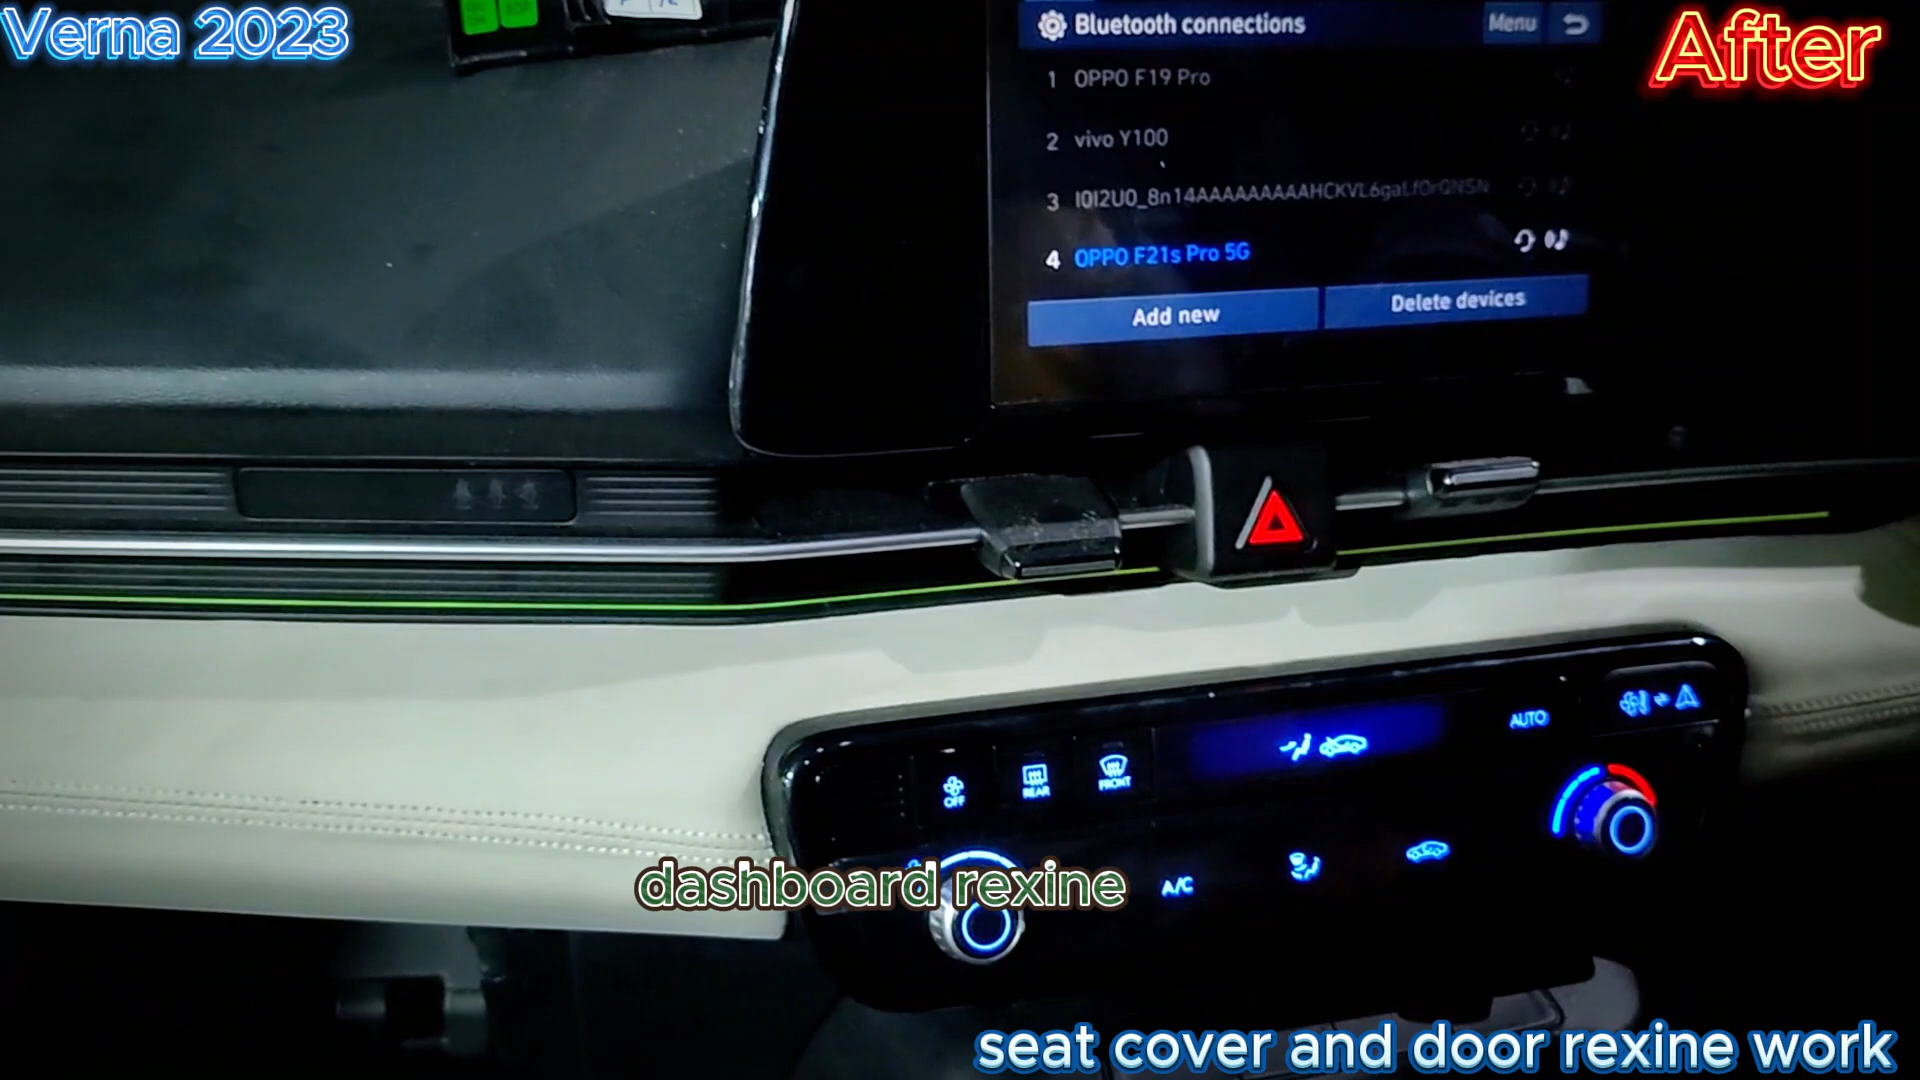 Verna 2023
After
Bluetooth connections
Menu
1 OPPO F19 Pro
2 vivo Y100
3
4 OPPO F21s Pro 5G
Add new
Delete devices
AUTO
OFF
REAR
FRONT
A/C
dashboard rexine
seat cover and door rexine work